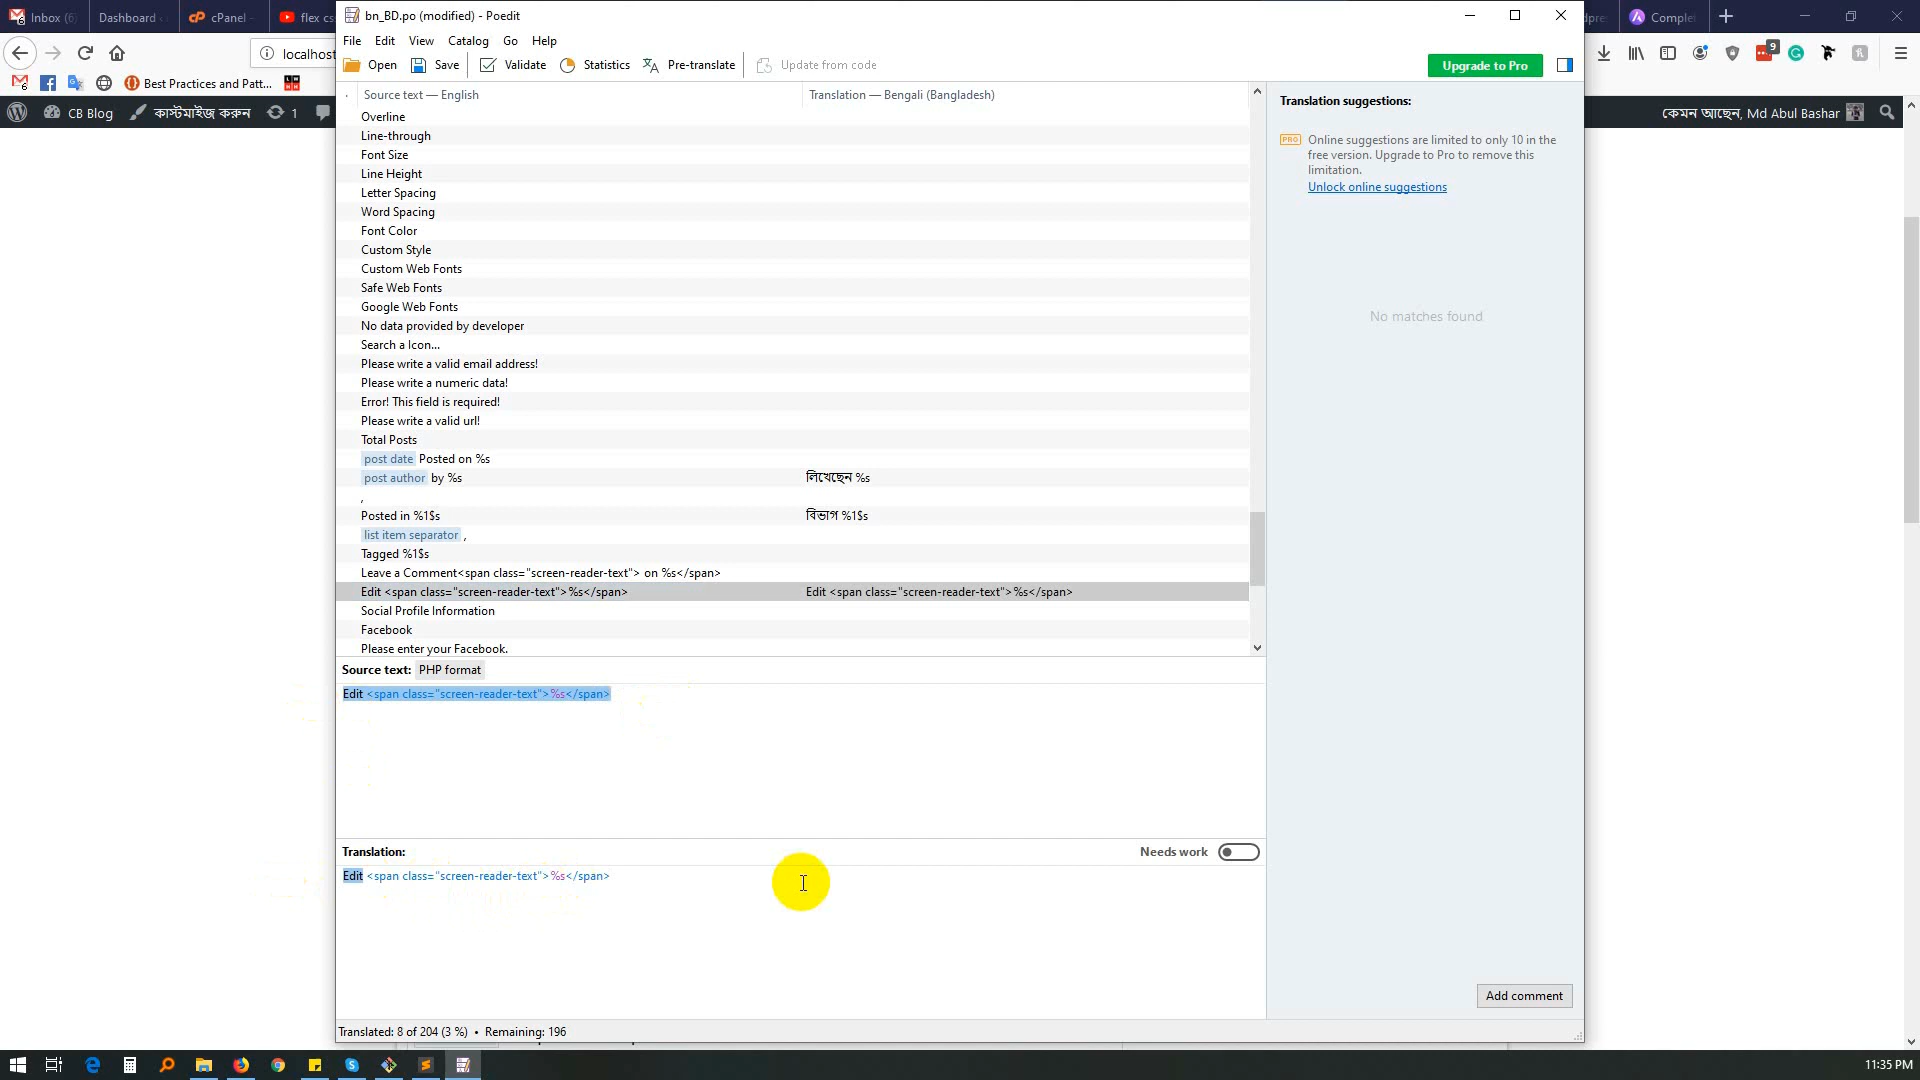 Inbox (6)
Dashboard
cPanel
flex cs
bn_BD.po (modified) - Poedit
Comple
File Edit View Catalog Go Help
localhost
Open Save Validate Statistics Pre-translate Update from code
Upgrade to Pro
9
Best Practices and Patt...
CB Blog কাস্টমাইজ করুন 1
কেমন আছেন, Md Abul Bashar
Source text — English
Translation — Bengali (Bangladesh)
Overline
Line-through
Font Size
Line Height
Letter Spacing
Word Spacing
Font Color
Custom Style
Custom Web Fonts
Safe Web Fonts
Google Web Fonts
No data provided by developer
Search a Icon...
Please write a valid email address!
Please write a numeric data!
Error! This field is required!
Please write a valid url!
Total Posts
post date Posted on %s
post author by %s লিখেছেন %s
,
Posted in %1$s বিভাগ %1$s
list item separator ,
Tagged %1$s
Leave a Comment<span class="screen-reader-text"> on %s</span>
Edit <span class="screen-reader-text">%s</span> Edit <span class="screen-reader-text">%s</span>
Social Profile Information
Facebook
Please enter your Facebook.
Translation suggestions:
PRO Online suggestions are limited to only 10 in the
free version. Upgrade to Pro to remove this
limitation.
Unlock online suggestions
No matches found
Source text: PHP format
Edit <span class="screen-reader-text">%s</span>
Translation:
Needs work
Edit <span class="screen-reader-text">%s</span>
Add comment
Translated: 8 of 204 (3 %) • Remaining: 196
11:35 PM